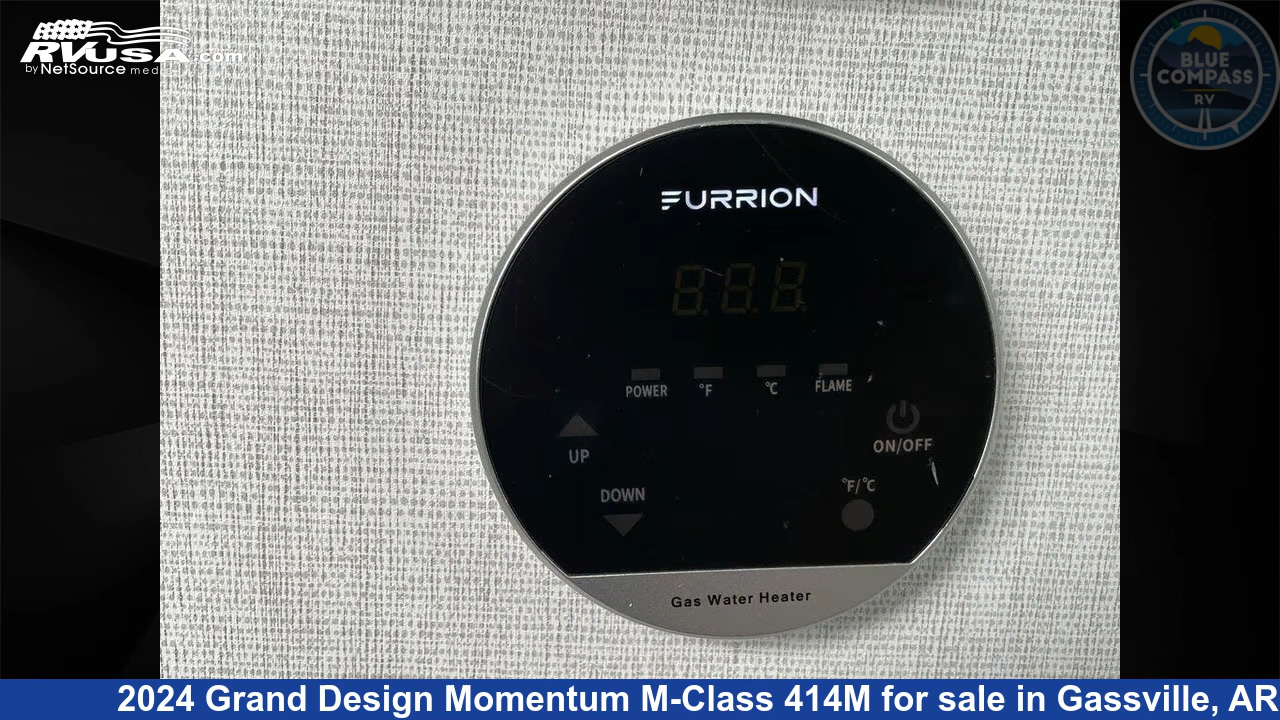 RVUSA.com
by NetSource media
BLUE
COMPASS
RV
FURRION
8.8.8.
POWER
°F
°C
FLAME
UP
ON/OFF
DOWN
°F/°C
Gas Water Heater
2024 Grand Design Momentum M-Class 414M for sale in Gassville, AR